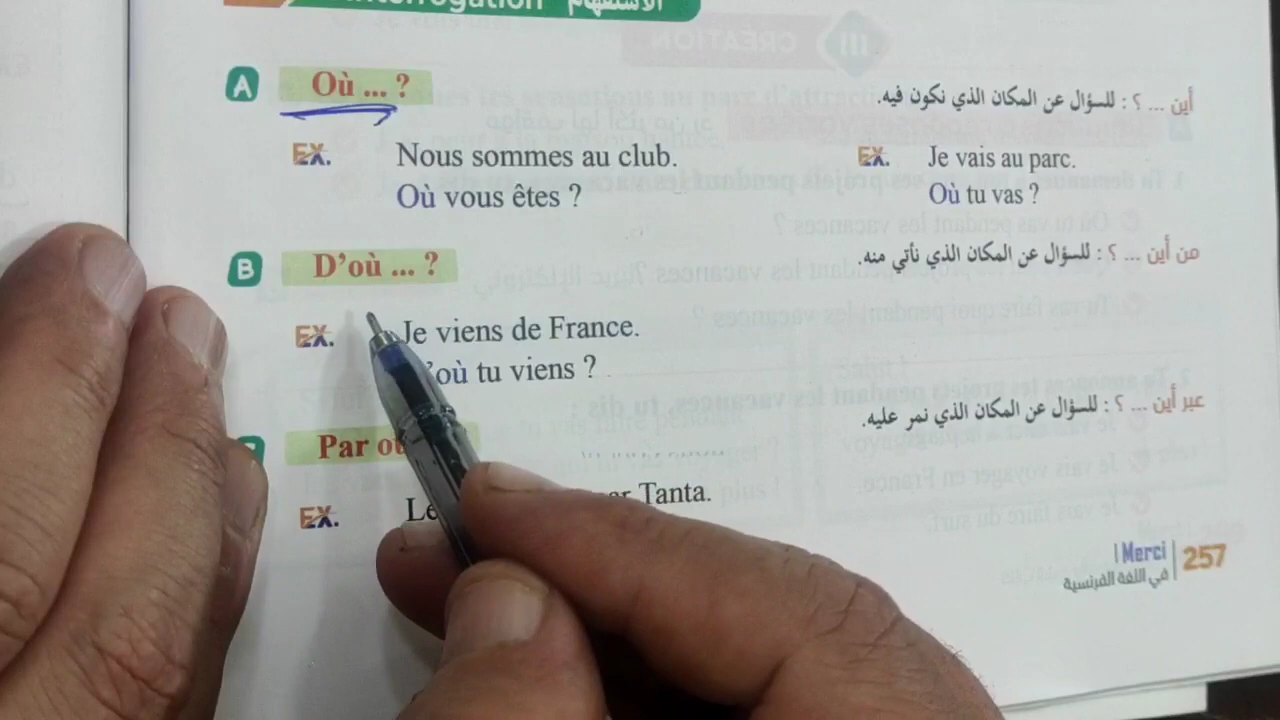 الاستفهام
A Où ... ? أين ... ؟ : للسؤال عن المكان الذي نكون فيه.
EX. Nous sommes au club. EX. Je vais au parc.
Où vous êtes ? Où tu vas ?
B D'où ... ? من أين ... ؟ : للسؤال عن المكان الذي نأتي منه.
EX. Je viens de France.
où tu viens ?
Par عبر أين ... ؟ : للسؤال عن المكان الذي نمر عليه.
EX. Tanta.
Merci 257
في اللغة الفرنسية